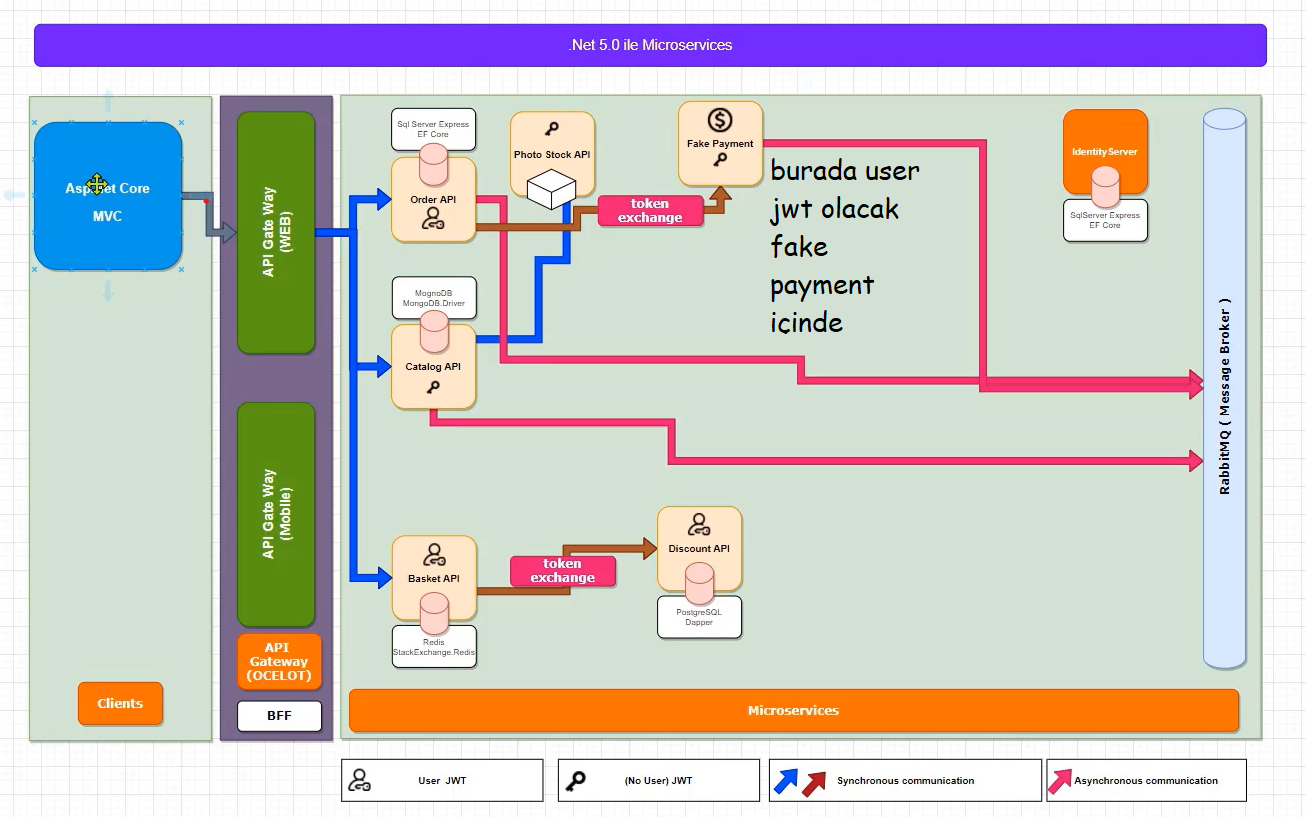 .Net 5.0 ile Microservices
Asp.net Core
MVC
Clients
API Gate Way
(WEB)
API Gate Way
(Mobile)
API
Gateway
(OCELOT)
BFF
Sql Server Express
EF Core
Order API
Photo Stock API
Fake Payment
token
exchange
burada user
jwt olacak
fake
payment
içinde
Identity Server
SqlServer Express
EF Core
RabbitMQ ( Message Broker )
MognoDB
MongoDB.Driver
Catalog API
Basket API
Redis
StackExchange.Redis
token
exchange
Discount API
PostgreSQL
Dapper
Microservices
User JWT
(No User) JWT
Synchronous communication
Asynchronous communication